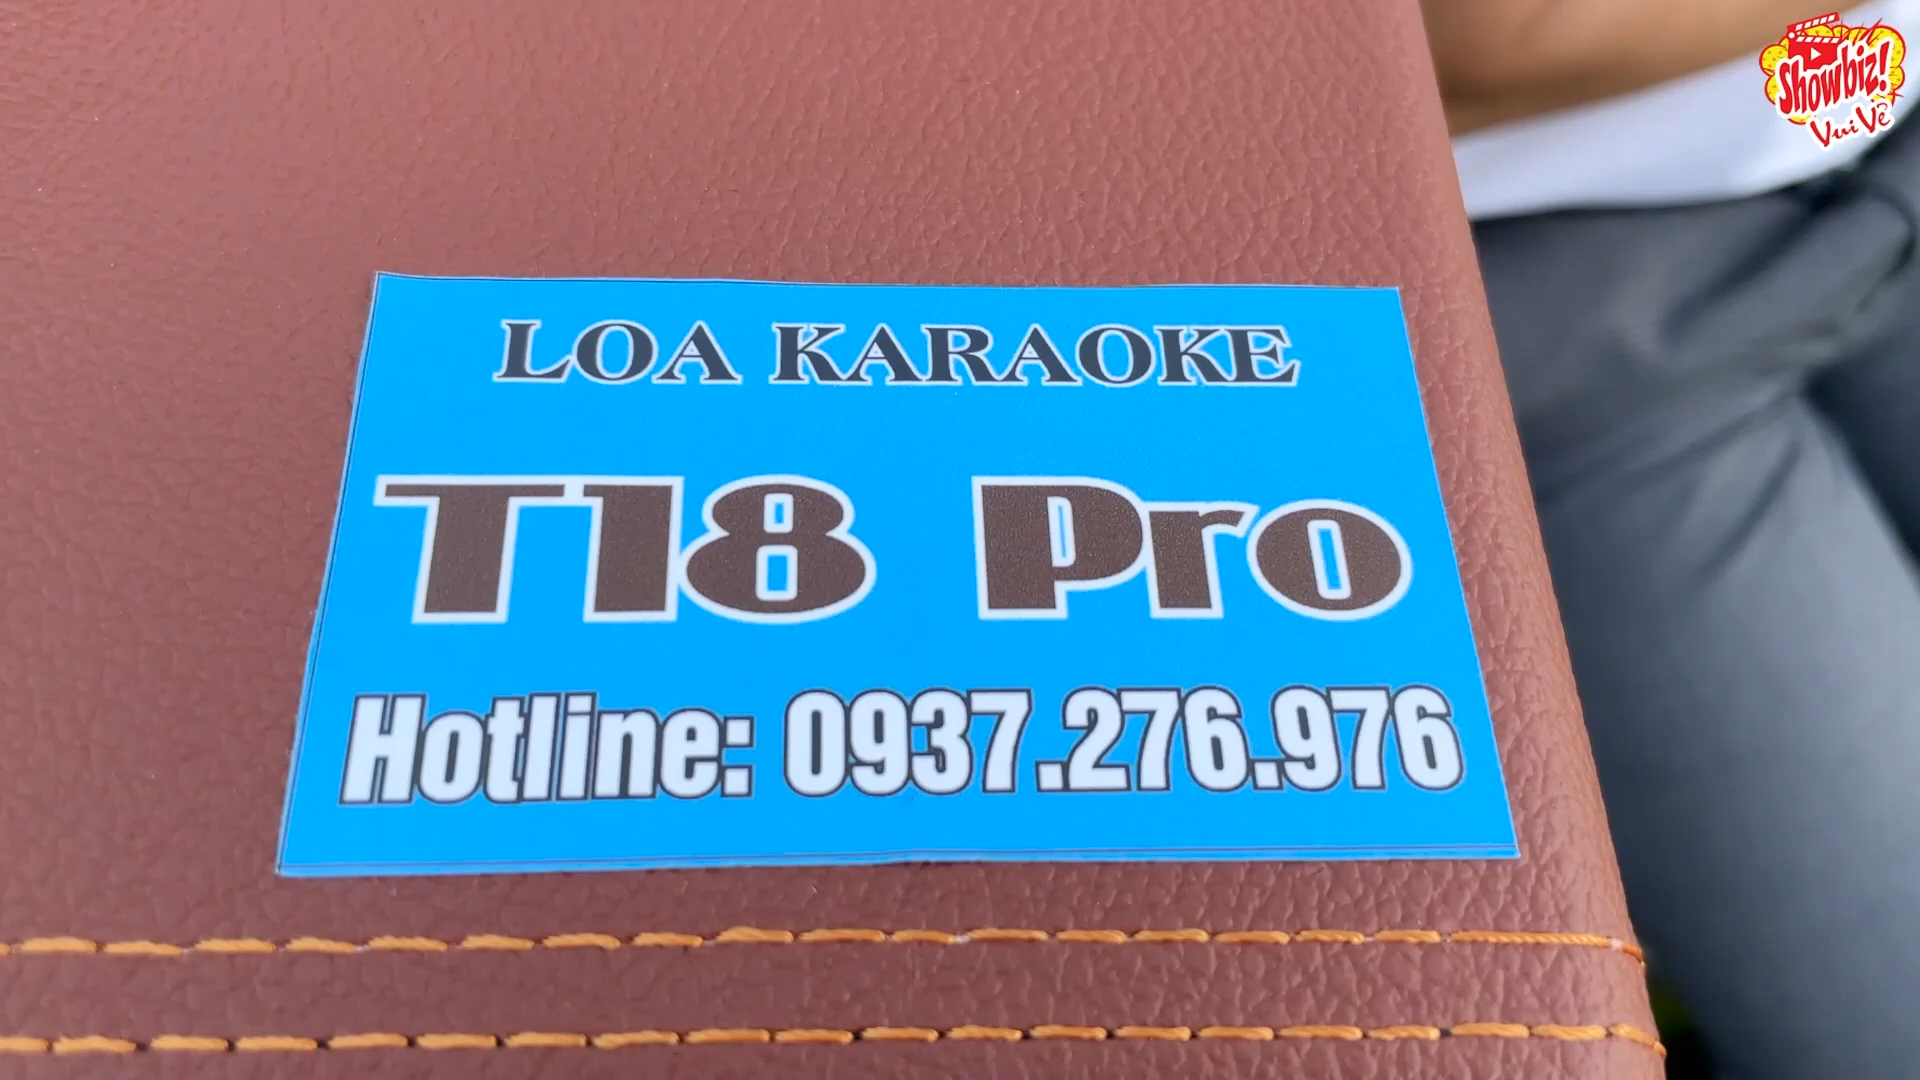 Showbiz!
Vui Vẻ
LOA KARAOKE
T18 Pro
Hotline: 0937.276.976